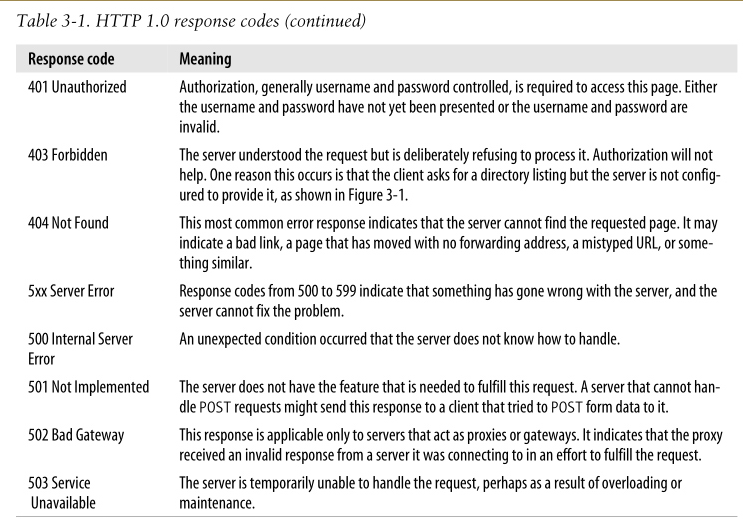 Table 3-1. HTTP 1.0 response codes (continued)
Response code Meaning
401 Unauthorized Authorization, generally username and password controlled, is required to access this page. Either
the username and password have not yet been presented or the username and password are
invalid.
403 Forbidden The server understood the request but is deliberately refusing to process it. Authorization will not
help. One reason this occurs is that the client asks for a directory listing but the server is not config-
ured to provide it, as shown in Figure 3-1.
404 Not Found This most common error response indicates that the server cannot find the requested page. It may
indicate a bad link, a page that has moved with no forwarding address, a mistyped URL, or some-
thing similar.
5xx Server Error Response codes from 500 to 599 indicate that something has gone wrong with the server, and the
server cannot fix the problem.
500 Internal Server An unexpected condition occurred that the server does not know how to handle.
Error
501 Not Implemented The server does not have the feature that is needed to fulfill this request. A server that cannot han-
dle POST requests might send this response to a client that tried to POST form data to it.
502 Bad Gateway This response is applicable only to servers that act as proxies or gateways. It indicates that the proxy
received an invalid response from a server it was connecting to in an effort to fulfill the request.
503 Service The server is temporarily unable to handle the request, perhaps as a result of overloading or
Unavailable maintenance.